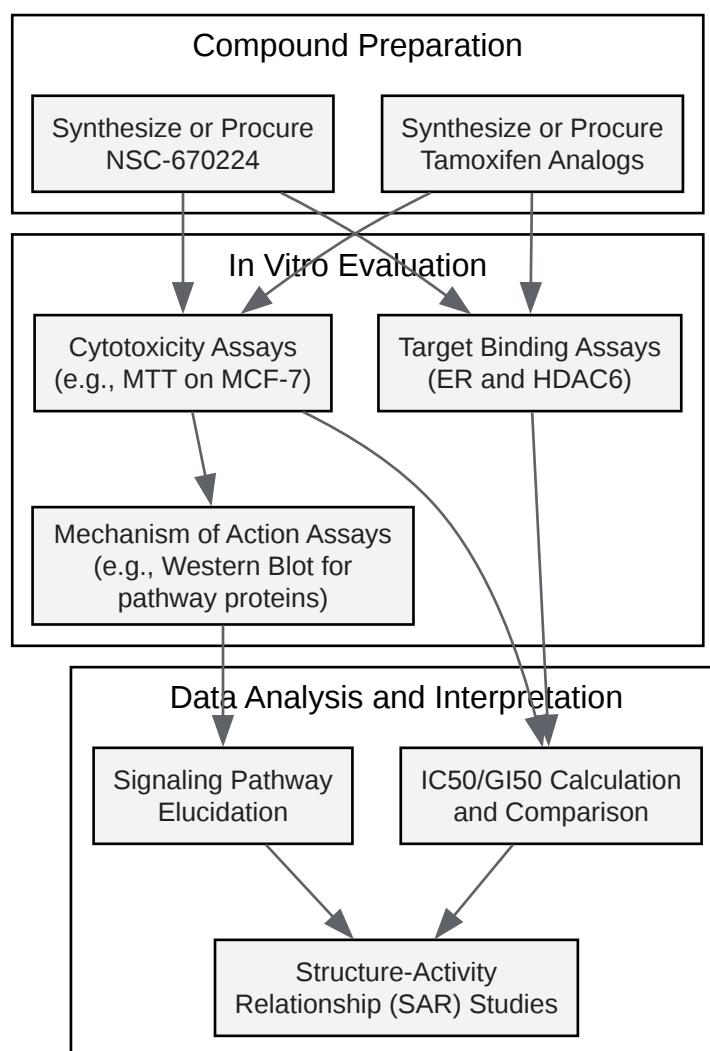 Compound Preparation
Synthesize or Procure
NSC-670224
Synthesize or Procure
Tamoxifen Analogs
In Vitro Evaluation
Cytotoxicity Assays
(e.g., MTT on MCF-7)
Target Binding Assays
(ER and HDAC6)
Mechanism of Action Assays
(e.g., Western Blot for
pathway proteins)
Data Analysis and Interpretation
Signaling Pathway
Elucidation
IC50/GI50 Calculation
and Comparison
Structure-Activity
Relationship (SAR) Studies